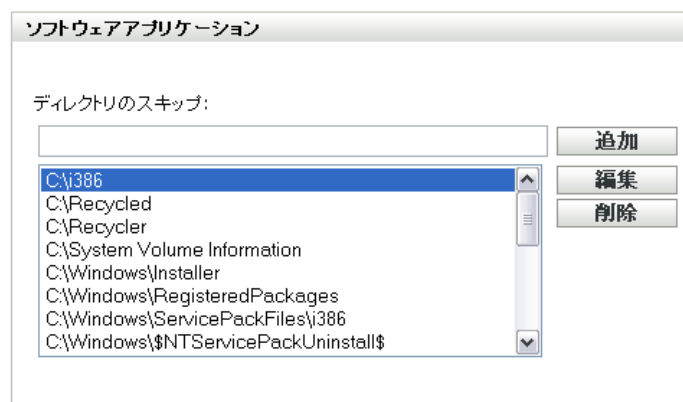 ソフトウェアアプリケーション
ディレクトリのスキップ:
追加
C:\i386
編集
C:\Recycled
削除
C:\Recycler
C:\System Volume Information
C:\Windows\Installer
C:\Windows\RegisteredPackages
C:\Windows\ServicePackFiles\i386
C:\Windows\$NTServicePackUninstall$